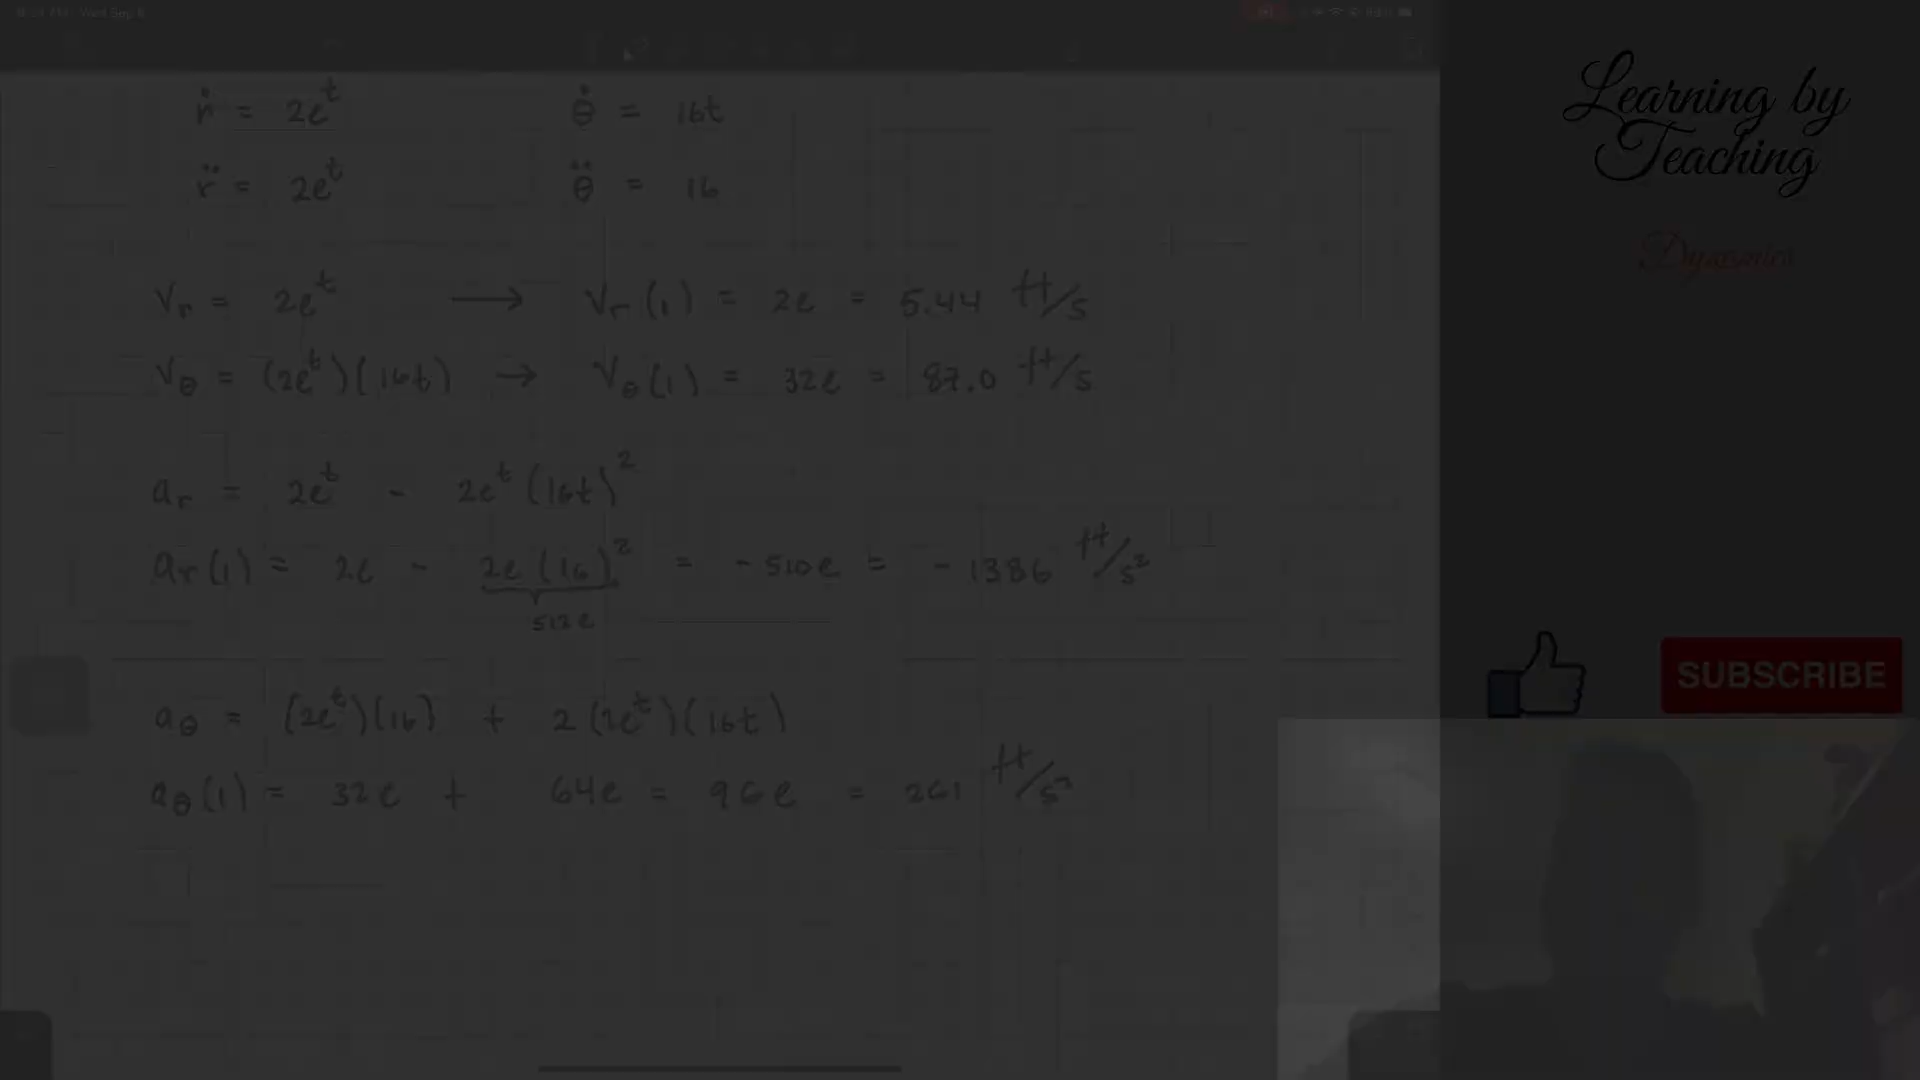 ṙ = 2e^t    θ̇ = 16t
r̈ = 2e^t    θ̈ = 16
V_r = 2e^t ⟶ V_r(1) = 2e = 5.44 ft/s
V_θ = (2e^t)(16t) → V_θ(1) = 32e = 87.0 ft/s
a_r = 2e^t - 2e^t(16t)^2
a_r(1) = 2e - 2e(16)^2 = -510e = -1386 ft/s^2
512e
a_θ = (2e^t)(16) + 2(2e^t)(16t)
a_θ(1) = 32e + 64e = 96e = 261 ft/s^2
Learning by
Teaching
Dynamics
SUBSCRIBE